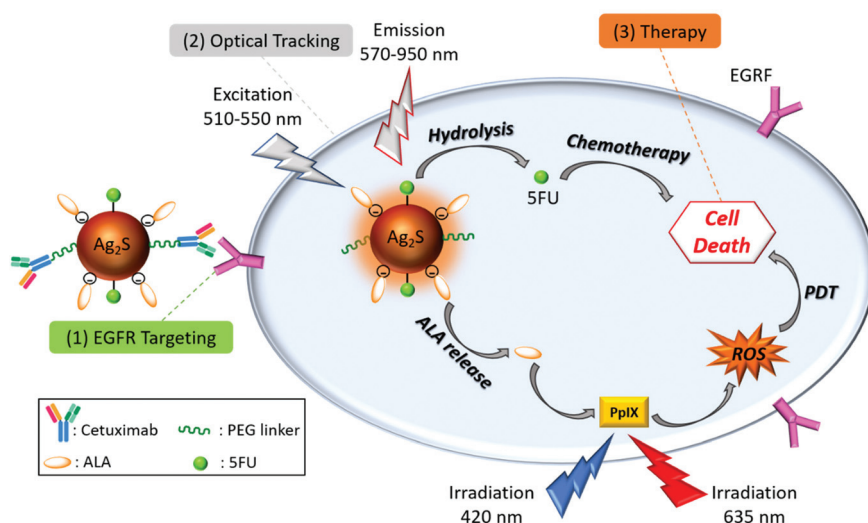 (2) Optical Tracking
Emission
570-950 nm
(3) Therapy
EGRF
Excitation
510-550 nm
Hydrolysis
Chemotherapy
5FU
Cell
Death
Ag2S
Ag2S
(1) EGFR Targeting
ALA release
PDT
ROS
PpIX
: Cetuximab
: PEG linker
: ALA
: 5FU
Irradiation
420 nm
Irradiation
635 nm